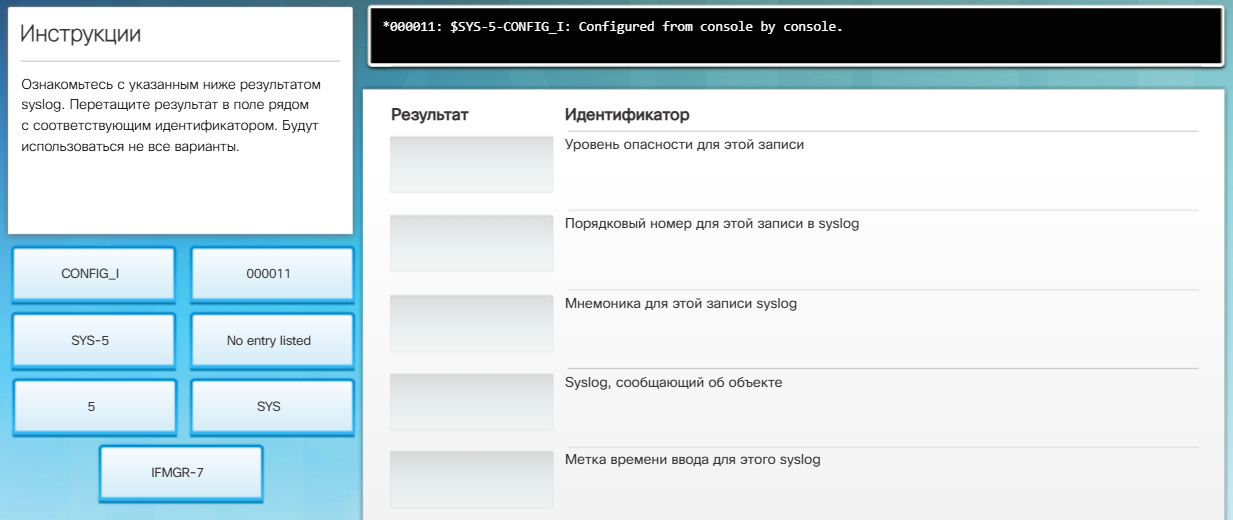 Инструкции
Ознакомьтесь с указанным ниже результатом
syslog. Перетащите результат в поле рядом
с соответствующим идентификатором. Будут
использоваться не все варианты.
CONFIG_I
000011
SYS-5
No entry listed
5
SYS
IFMGR-7
*000011: $SYS-5-CONFIG_I: Configured from console by console.
Результат
Идентификатор
Уровень опасности для этой записи
Порядковый номер для этой записи в syslog
Мнемоника для этой записи syslog
Syslog, сообщающий об объекте
Метка времени ввода для этого syslog